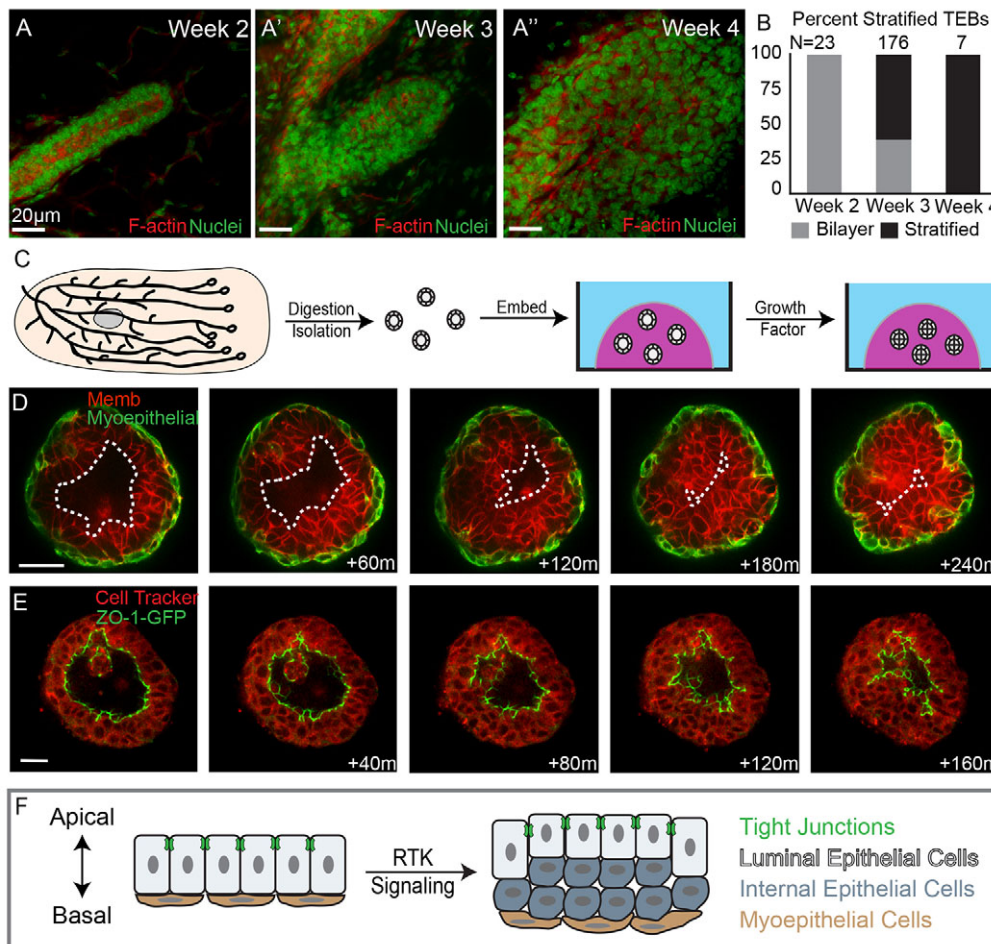 A
Week 2
20µm
F-actin Nuclei
A'
Week 3
F-actin Nuclei
A''
Week 4
F-actin Nuclei
B
Percent Stratified TEBs
N=23 176 7
100
75
50
25
0
Week 2 Week 3 Week 4
Bilayer Stratified
C
Digestion
Isolation
Embed
Growth
Factor
D
Memb
Myoepithelial
+60m
+120m
+180m
+240m
E
Cell Tracker
ZO-1-GFP
+40m
+80m
+120m
+160m
F
Apical
Basal
RTK
Signaling
Tight Junctions
Luminal Epithelial Cells
Internal Epithelial Cells
Myoepithelial Cells